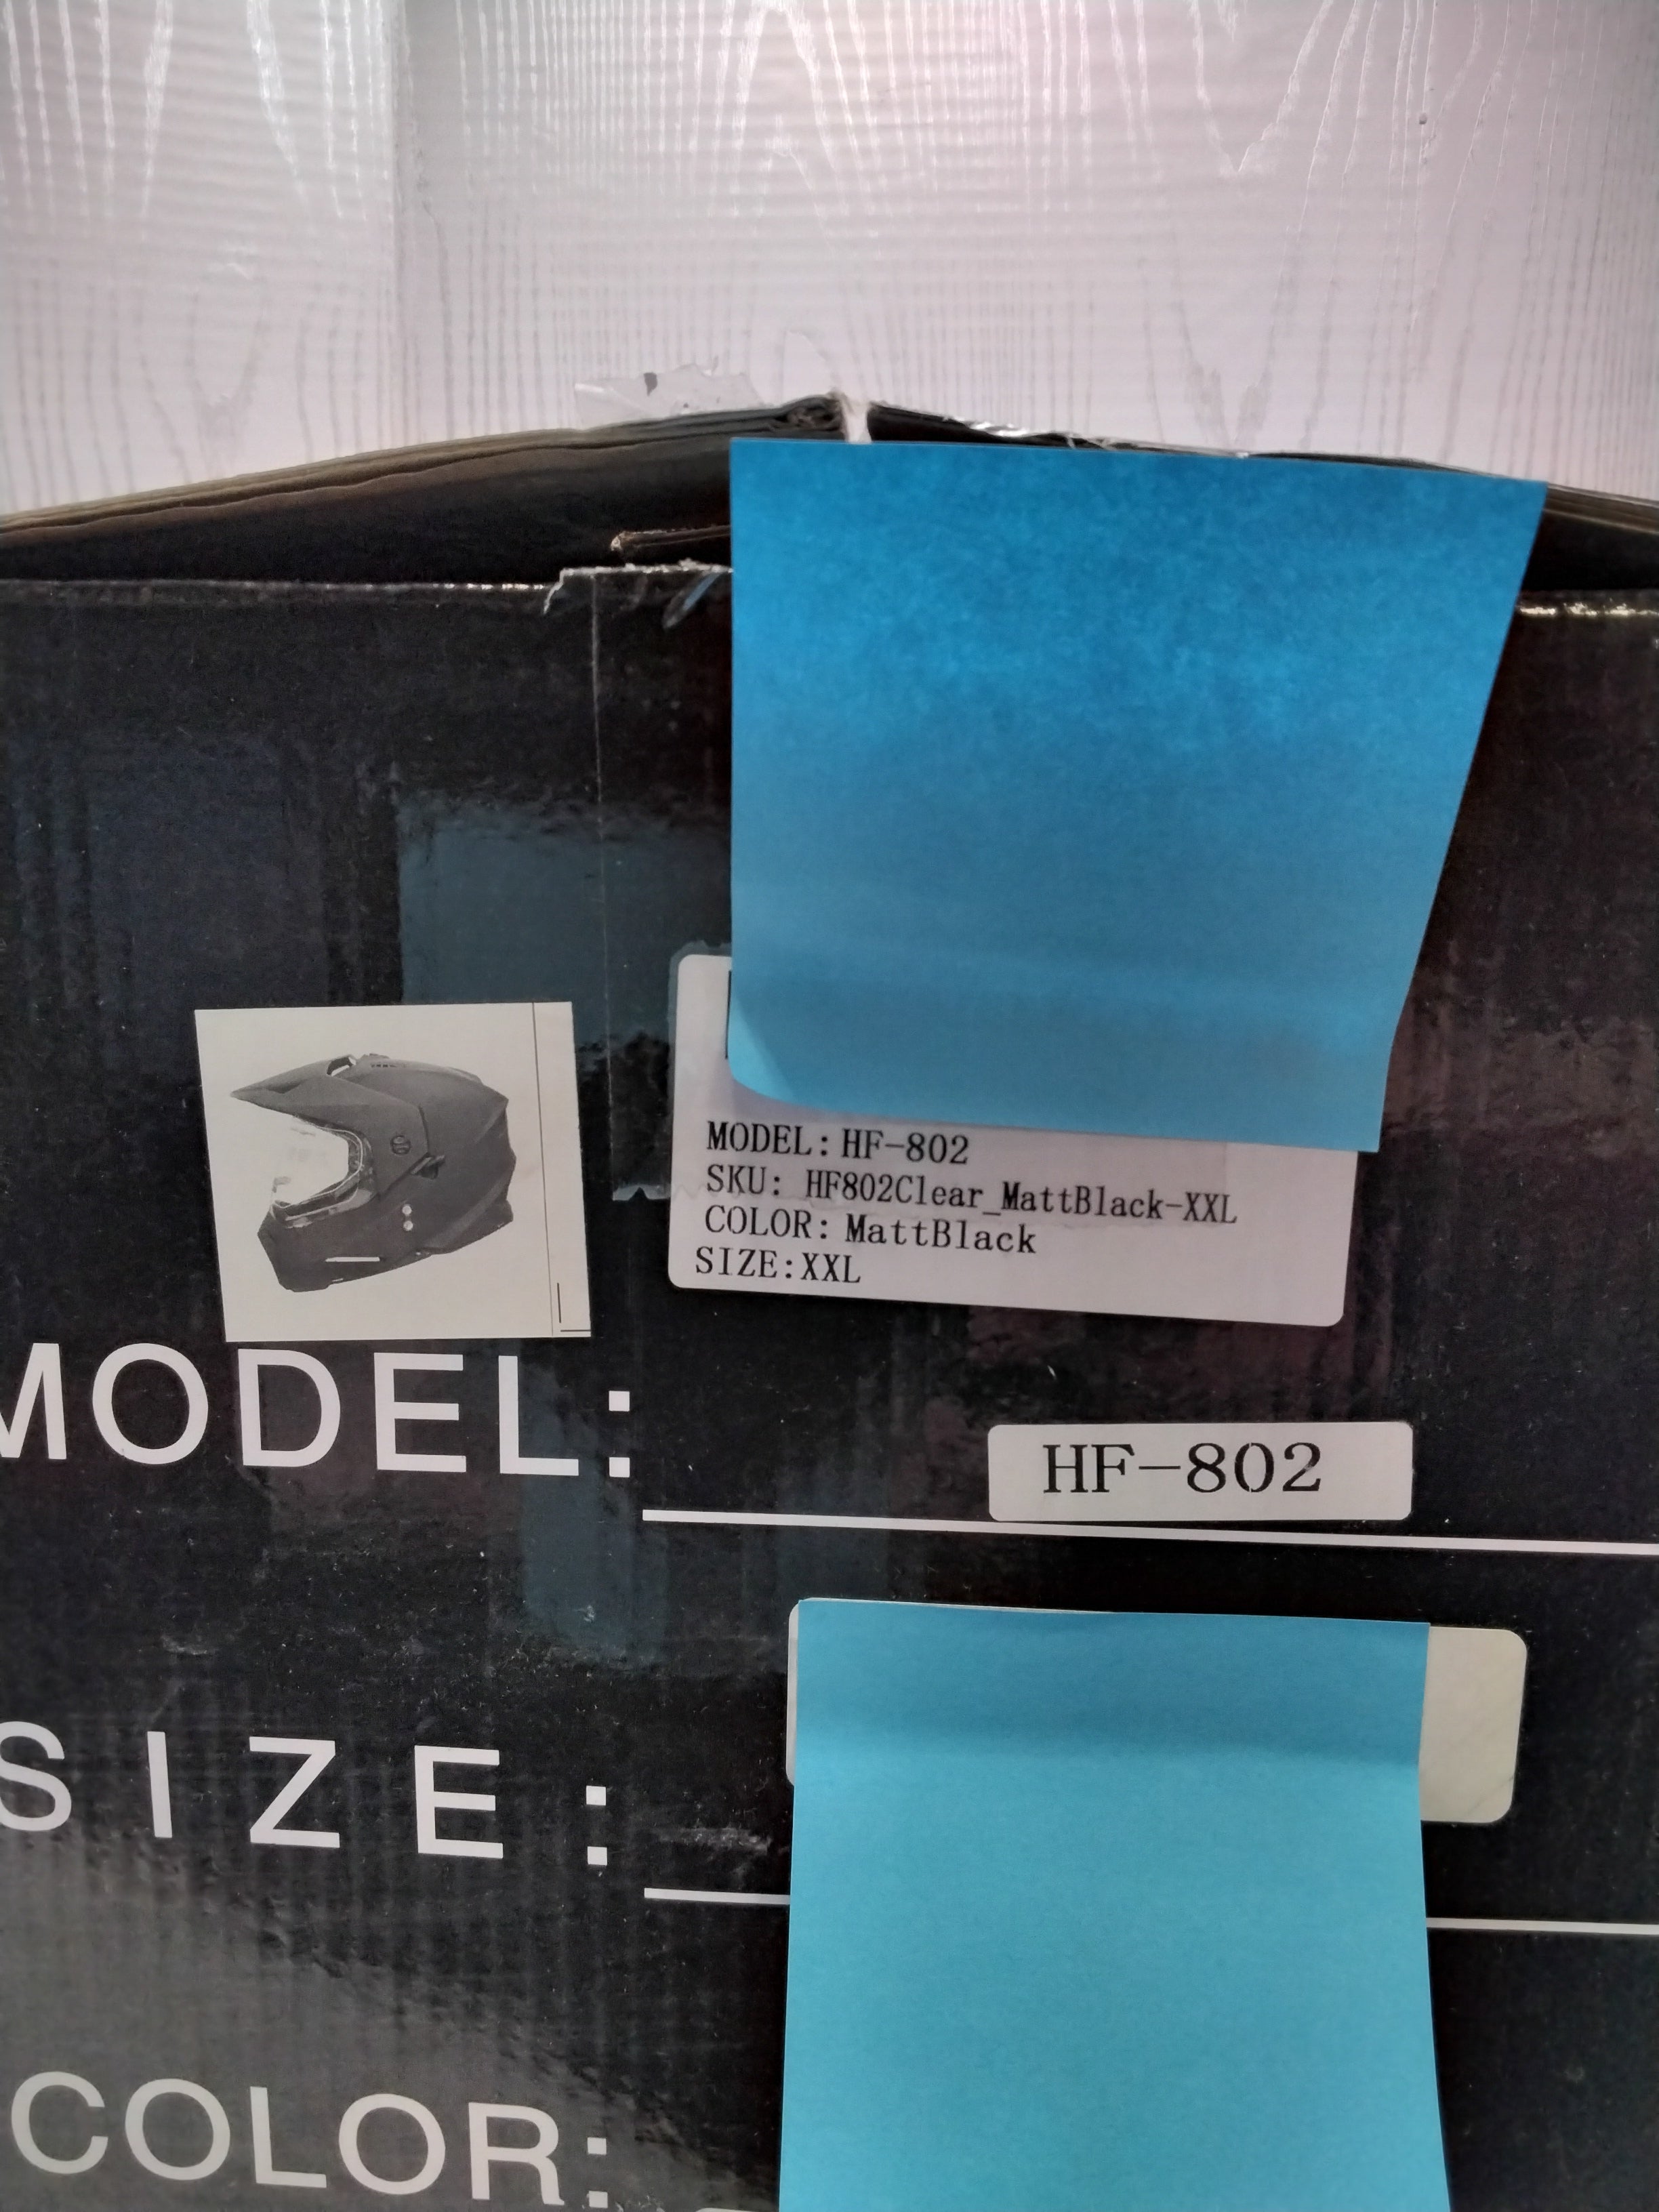 MODEL: HF-802
SKU: HF802Clear_MattBlack-XXL
COLOR: MattBlack
SIZE:XXL
MODEL:
HF-802
SIZE:
COLOR: